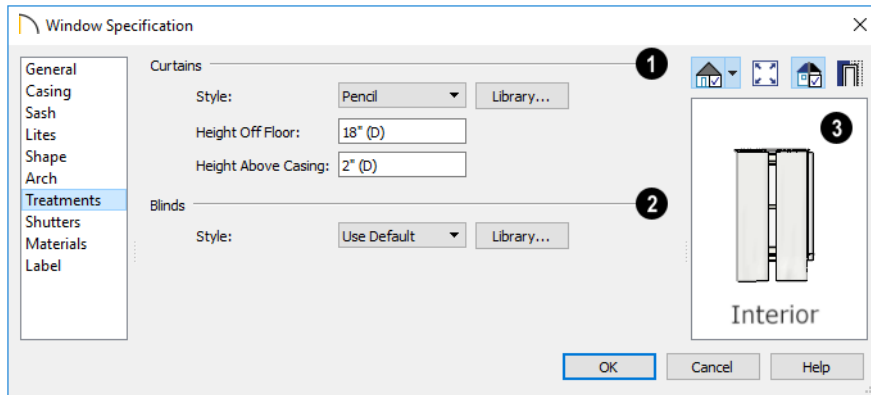 Window Specification
General
Casing
Sash
Lites
Shape
Arch
Treatments
Shutters
Materials
Label
Curtains 1
Style: Pencil Library...
Height Off Floor: 18" (D)
Height Above Casing: 2" (D)
Blinds 2
Style: Use Default Library...
3
Interior
OK Cancel Help